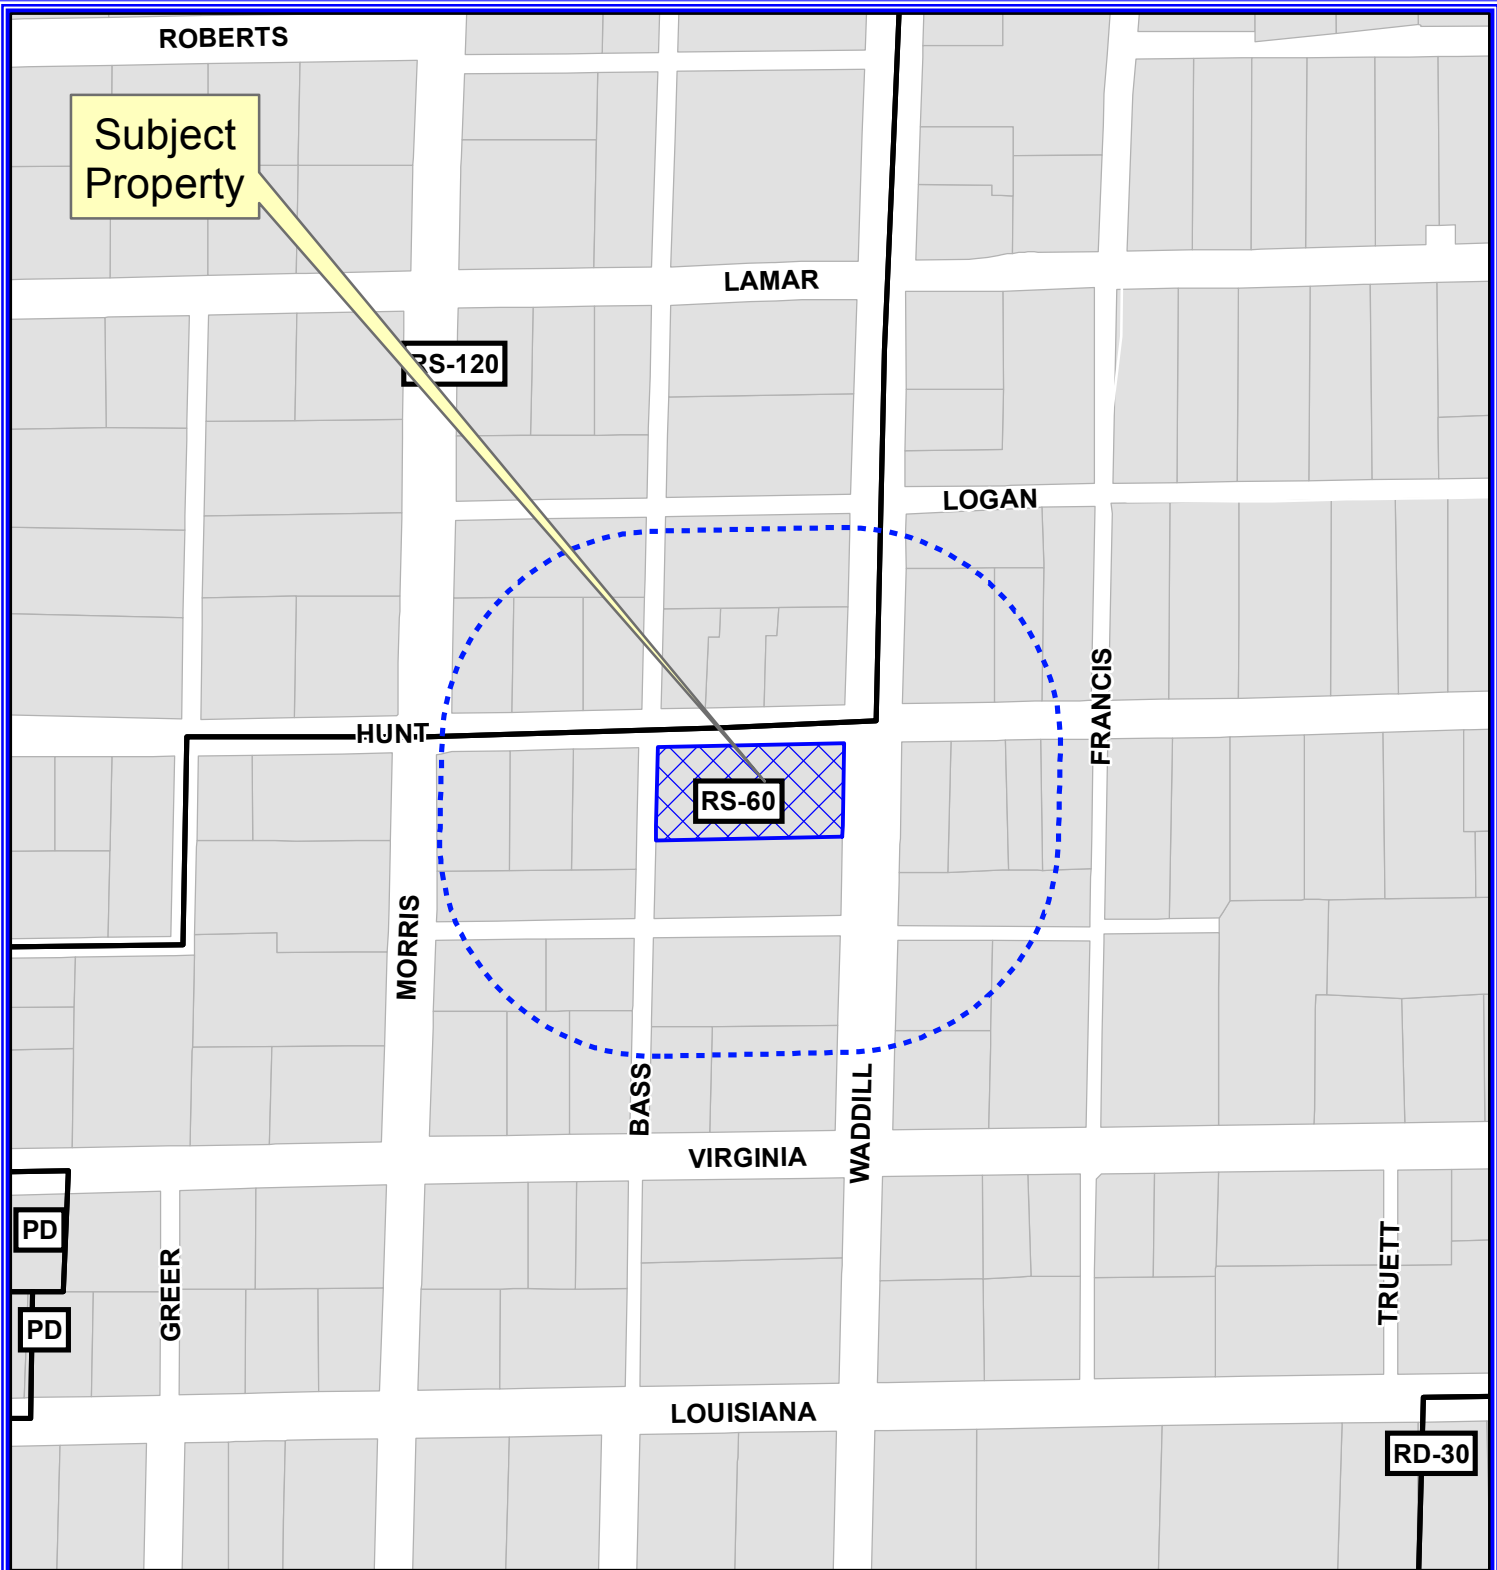 ROBERTS
Subject
Property
LAMAR
RS-120
LOGAN
FRANCIS
HUNT
RS-60
MORRIS
BASS
WADDILL
VIRGINIA
PD
GREER
TRUETT
PD
LOUISIANA
RD-30